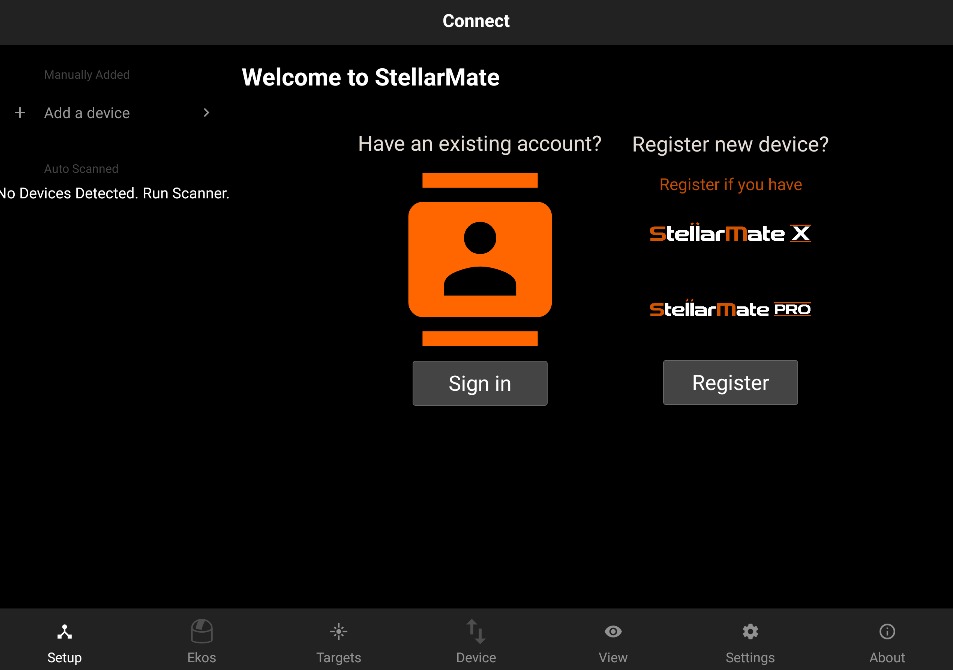 Connect
Manually Added
+ Add a device
Auto Scanned
No Devices Detected. Run Scanner.
Welcome to StellarMate
Have an existing account?
Sign in
Register new device?
Register if you have
StellarMate X
StellarMate PRO
Register
Setup
Ekos
Targets
Device
View
Settings
About